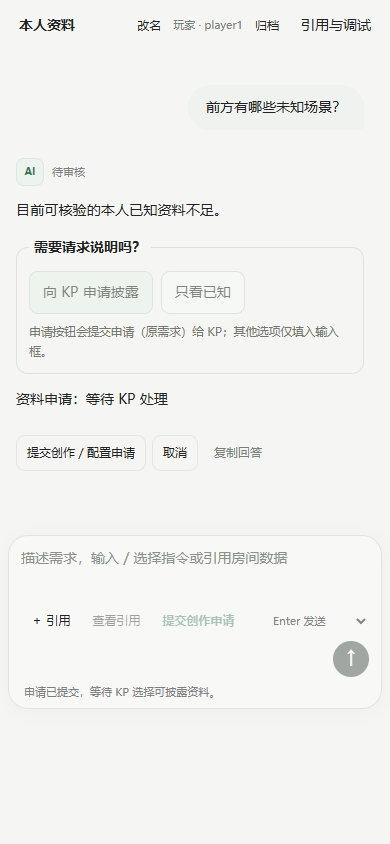 本人资料 改名 玩家 · player1 归档 引用与调试
前方有哪些未知场景？
AI 待审核
目前可核验的本人已知资料不足。
需要请求说明吗？
向 KP 申请披露 只看已知
申请按钮会提交申请（原需求）给 KP；其他选项仅填入输入
框。
资料申请：等待 KP 处理
提交创作 / 配置申请 取消 复制回答
描述需求，输入 / 选择指令或引用房间数据
+ 引用 查看引用 提交创作申请 Enter 发送
↑
申请已提交，等待 KP 选择可披露资料。